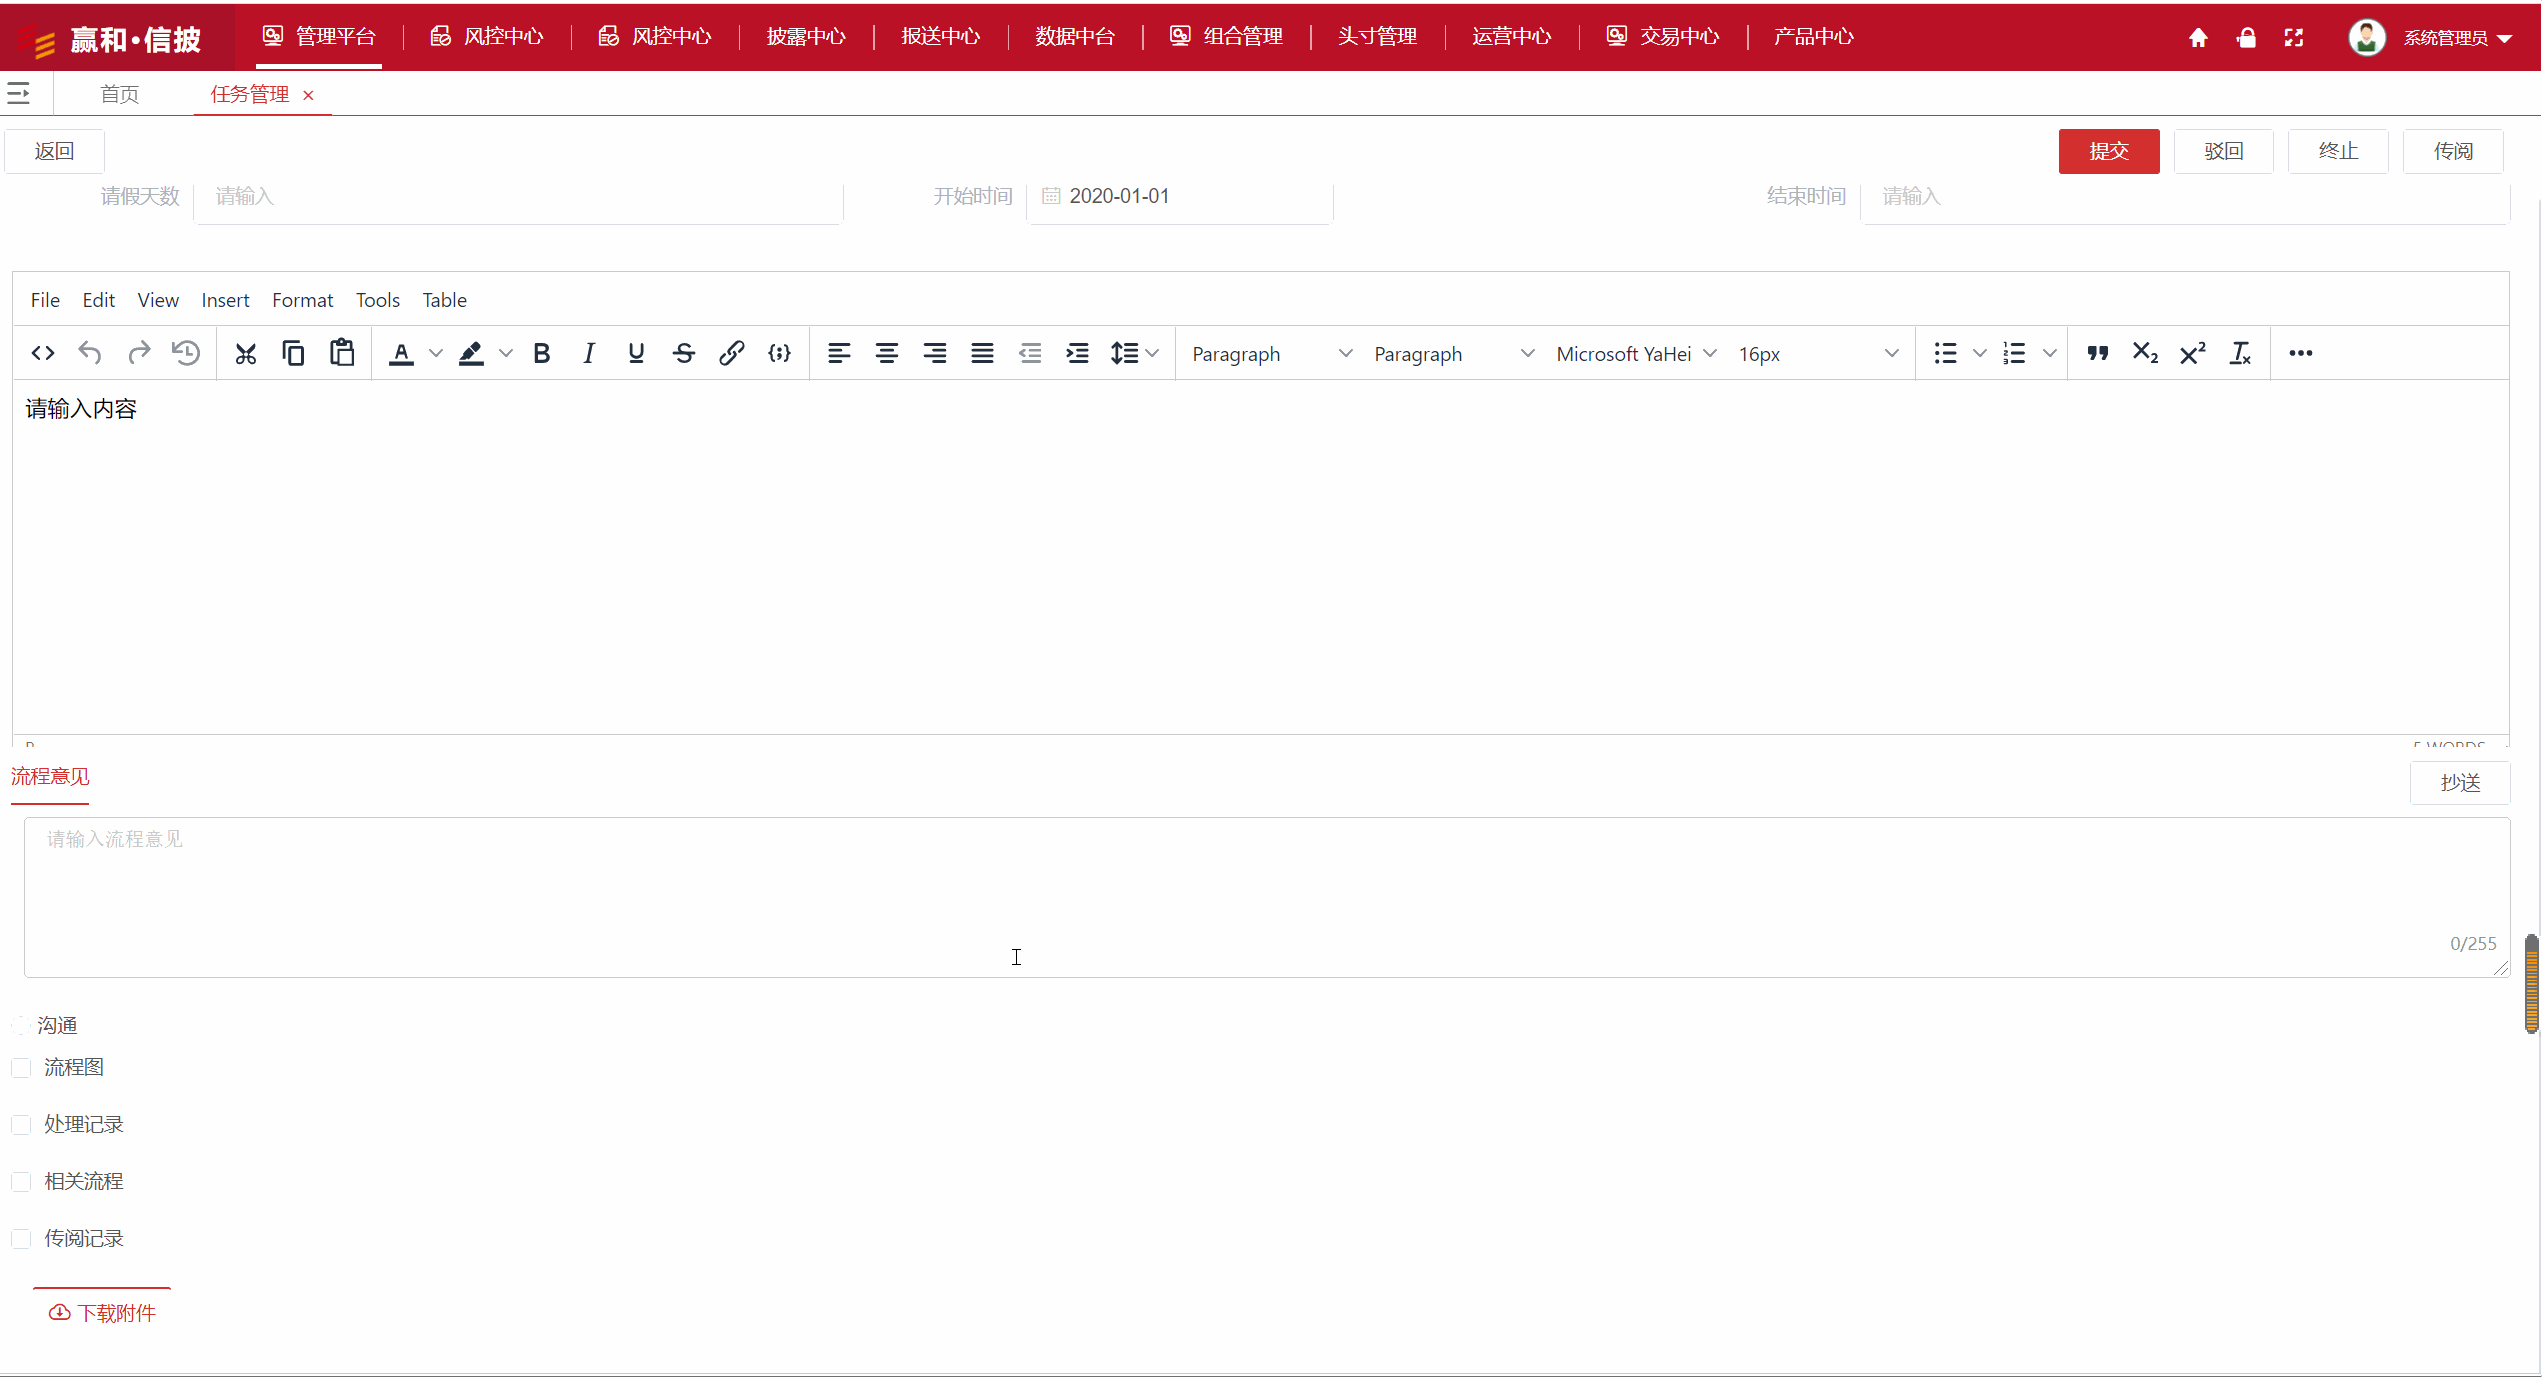 赢和·信披 管理平台 风控中心 风控中心 披露中心 报送中心 数据中台 组合管理 头寸管理 运营中心 交易中心 产品中心 系统管理员
首页 任务管理 ×
返回 提交 驳回 终止 传阅
请假天数 请输入 开始时间 2020-01-01 结束时间 请输入
File Edit View Insert Format Tools Table
Paragraph Paragraph Microsoft YaHei 16px
请输入内容
P 5 WORDS
流程意见 抄送
请输入流程意见
0/255
沟通
流程图
处理记录
相关流程
传阅记录
下载附件